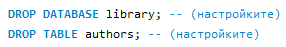 DROP DATABASE library; -- (настройките)
DROP TABLE authors; -- (настройките)